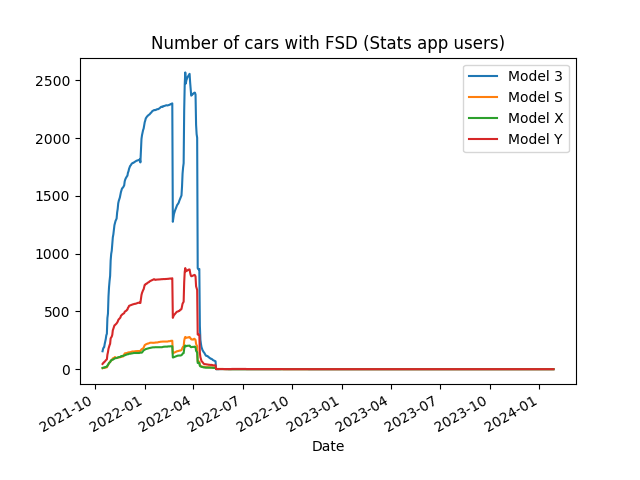 Number of cars with FSD (Stats app users)
Model 3
Model S
Model X
Model Y
2500
2000
1500
1000
500
0
2021-10
2022-01
2022-04
2022-07
2022-10
2023-01
2023-04
2023-07
2023-10
2024-01
Date